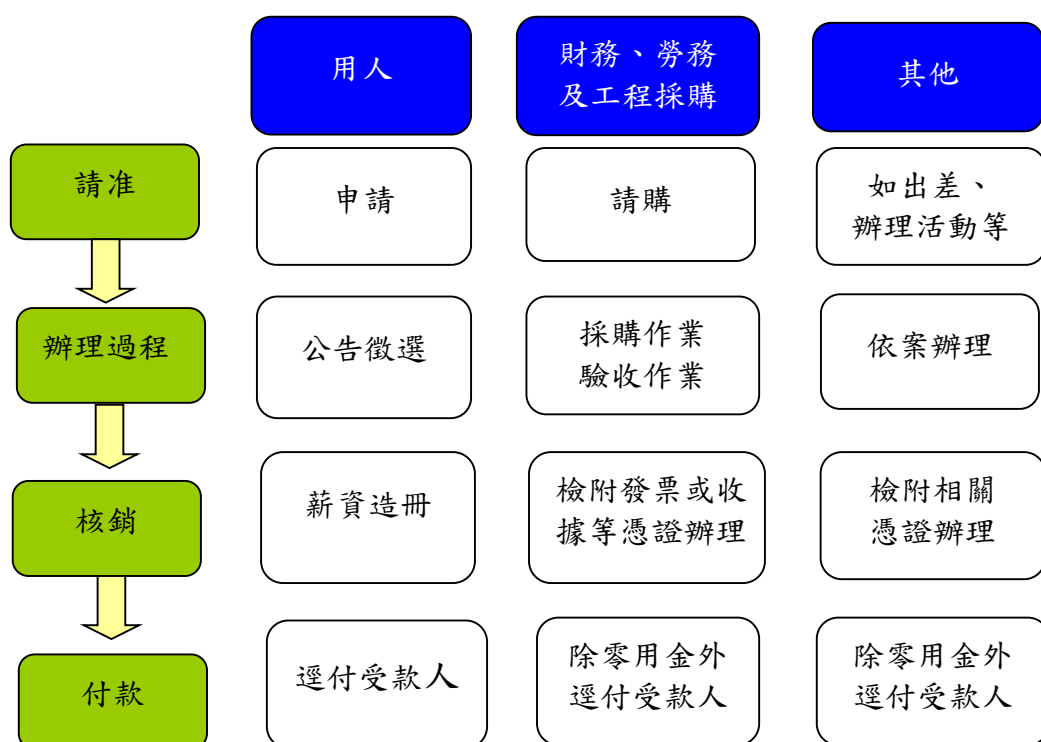 用人
財務、勞務
及工程採購
其他
請准
申請
請購
如出差、
辦理活動等
辦理過程
公告徵選
採購作業
驗收作業
依案辦理
核銷
薪資造冊
檢附發票或收
據等憑證辦理
檢附相關
憑證辦理
付款
逕付受款人
除零用金外
逕付受款人
除零用金外
逕付受款人